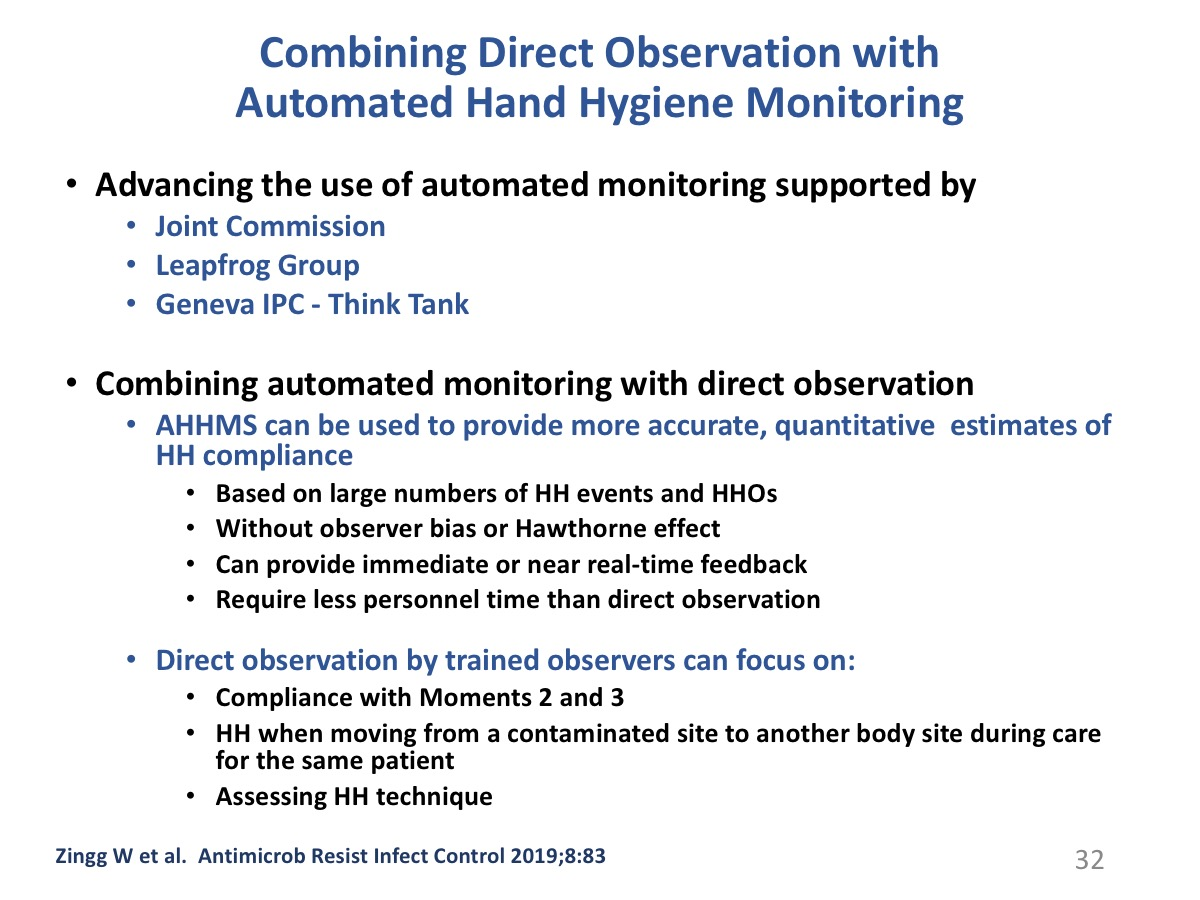 Combining Direct Observation with
Automated Hand Hygiene Monitoring
• Advancing the use of automated monitoring supported by
• Joint Commission
• Leapfrog Group
• Geneva IPC - Think Tank
• Combining automated monitoring with direct observation
• AHHMS can be used to provide more accurate, quantitative  estimates of
HH compliance
• Based on large numbers of HH events and HHOs
• Without observer bias or Hawthorne effect
• Can provide immediate or near real-time feedback
• Require less personnel time than direct observation
• Direct observation by trained observers can focus on:
• Compliance with Moments 2 and 3
• HH when moving from a contaminated site to another body site during care
for the same patient
• Assessing HH technique
Zingg W et al.  Antimicrob Resist Infect Control 2019;8:83
32